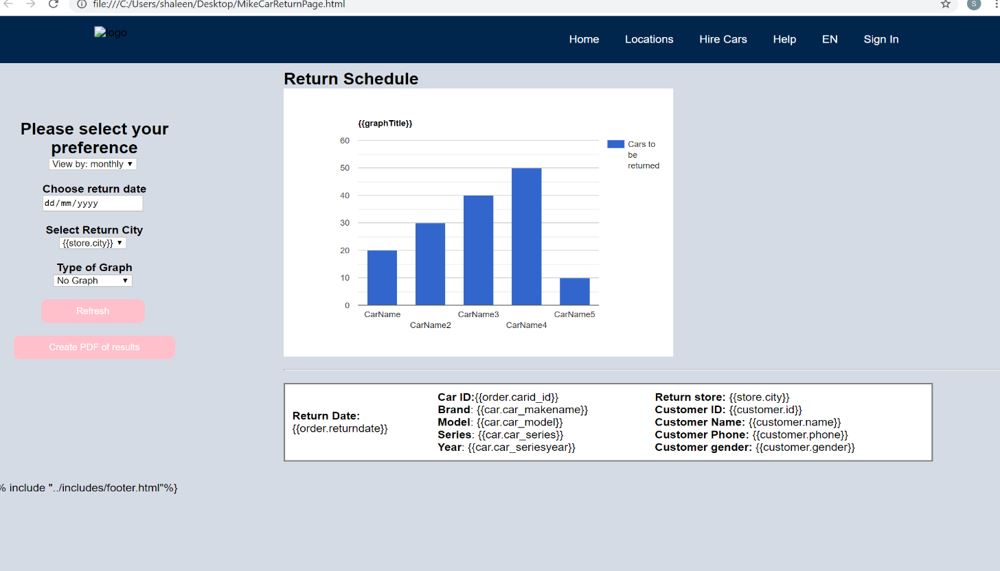 file:///C:/Users/shaleen/Desktop/MikeCarReturnPage.html
S
logo
Home Locations Hire Cars Help EN Sign In
Return Schedule
Please select your
preference
View by: monthly
Choose return date
dd/mm/yyyy
Select Return City
{{store.city}}
Type of Graph
No Graph
Refresh
Create PDF of results
{{graphTitle}}
60
50
40
30
20
10
0
CarName
CarName2
CarName3
CarName4
CarName5
Cars to
be
returned
Return Date:
{{order.returndate}}
Car ID:{{order.carid_id}}
Brand: {{car.car_makename}}
Model: {{car.car_model}}
Series: {{car.car_series}}
Year: {{car.car_seriesyear}}
Return store: {{store.city}}
Customer ID: {{customer.id}}
Customer Name: {{customer.name}}
Customer Phone: {{customer.phone}}
Customer gender: {{customer.gender}}
% include "../includes/footer.html"%}